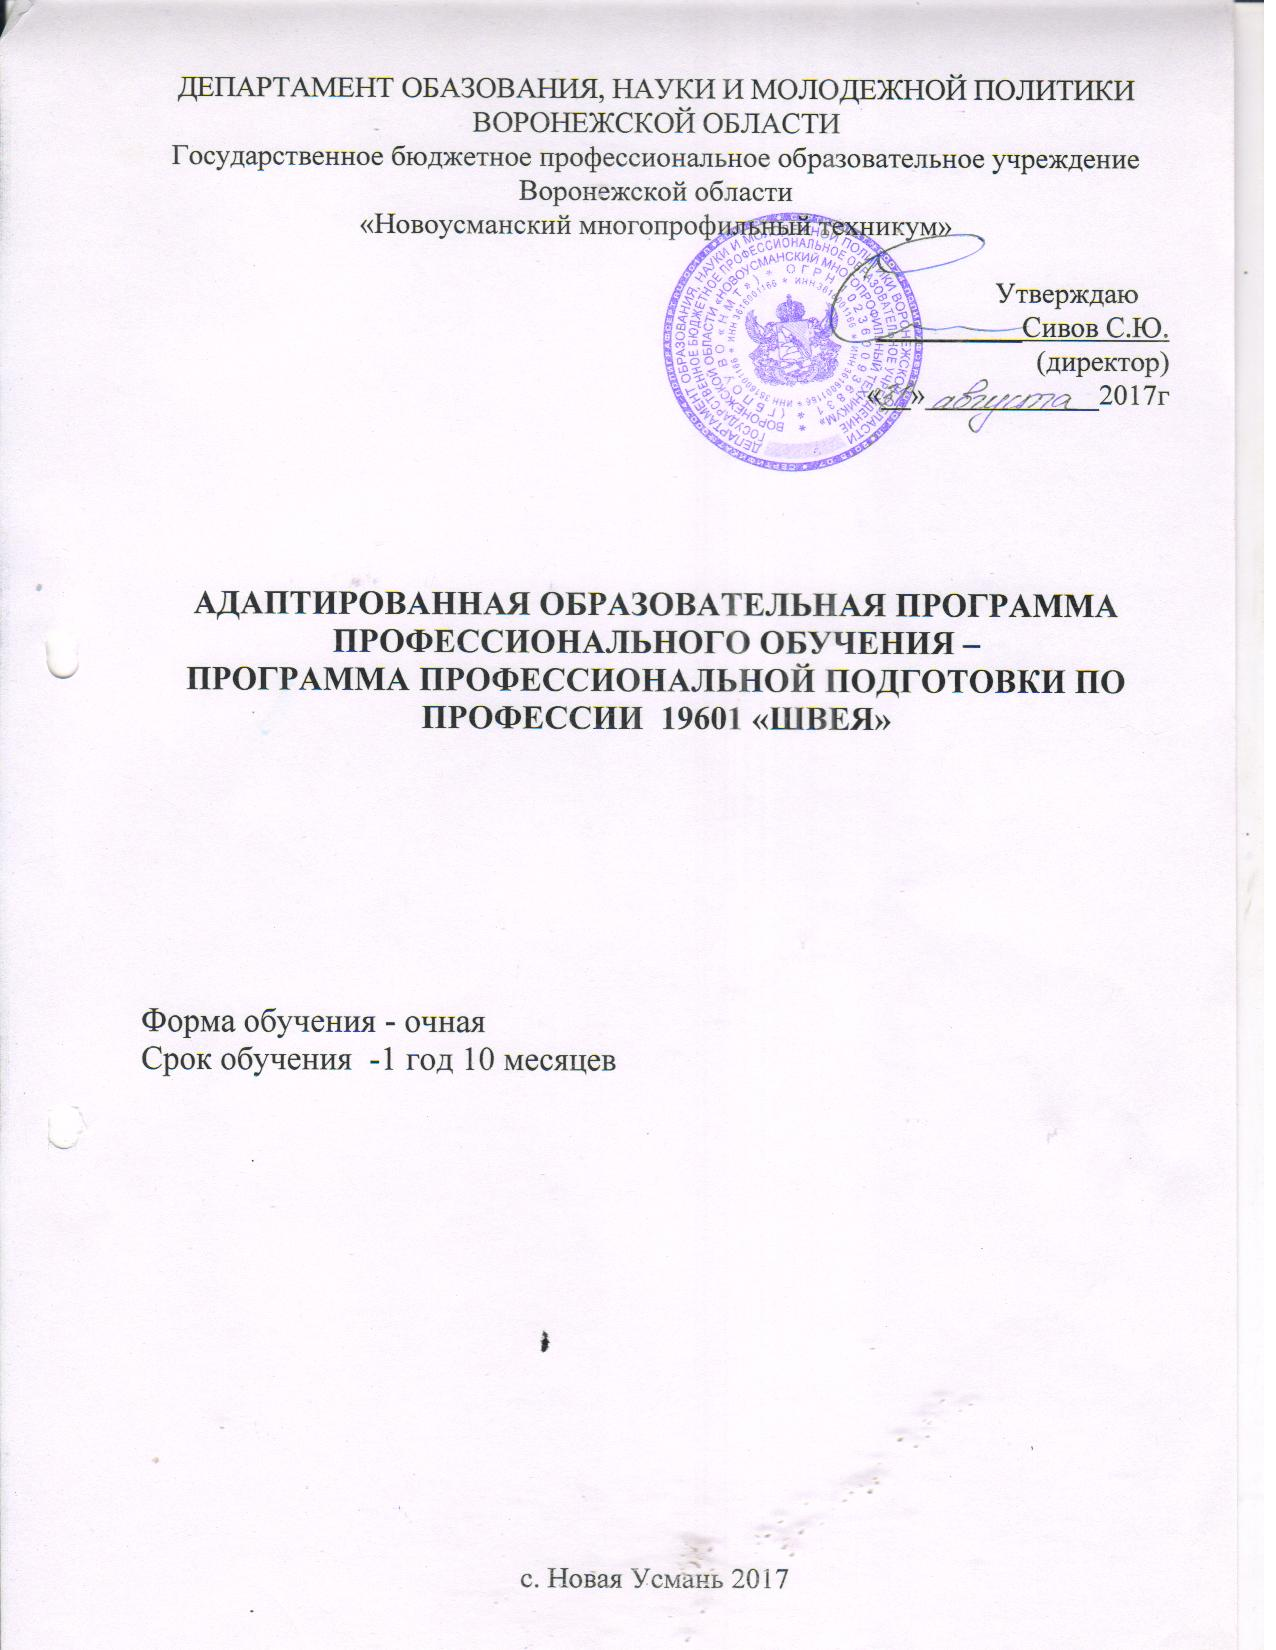 ДЕПАРТАМЕНТ ОБАЗОВАНИЯ, НАУКИ И МОЛОДЕЖНОЙ ПОЛИТИКИ
ВОРОНЕЖСКОЙ ОБЛАСТИ
Государственное бюджетное профессиональное образовательное учреждение
Воронежской области
«Новоусманский многопрофильный техникум»
Утверждаю
Сивов С.Ю.
(директор)
«__» августа 2017г
АДАПТИРОВАННАЯ ОБРАЗОВАТЕЛЬНАЯ ПРОГРАММА
ПРОФЕССИОНАЛЬНОГО ОБУЧЕНИЯ –
ПРОГРАММА ПРОФЕССИОНАЛЬНОЙ ПОДГОТОВКИ ПО
ПРОФЕССИИ 19601 «ШВЕЯ»
Форма обучения - очная
Срок обучения -1 год 10 месяцев
с. Новая Усмань 2017